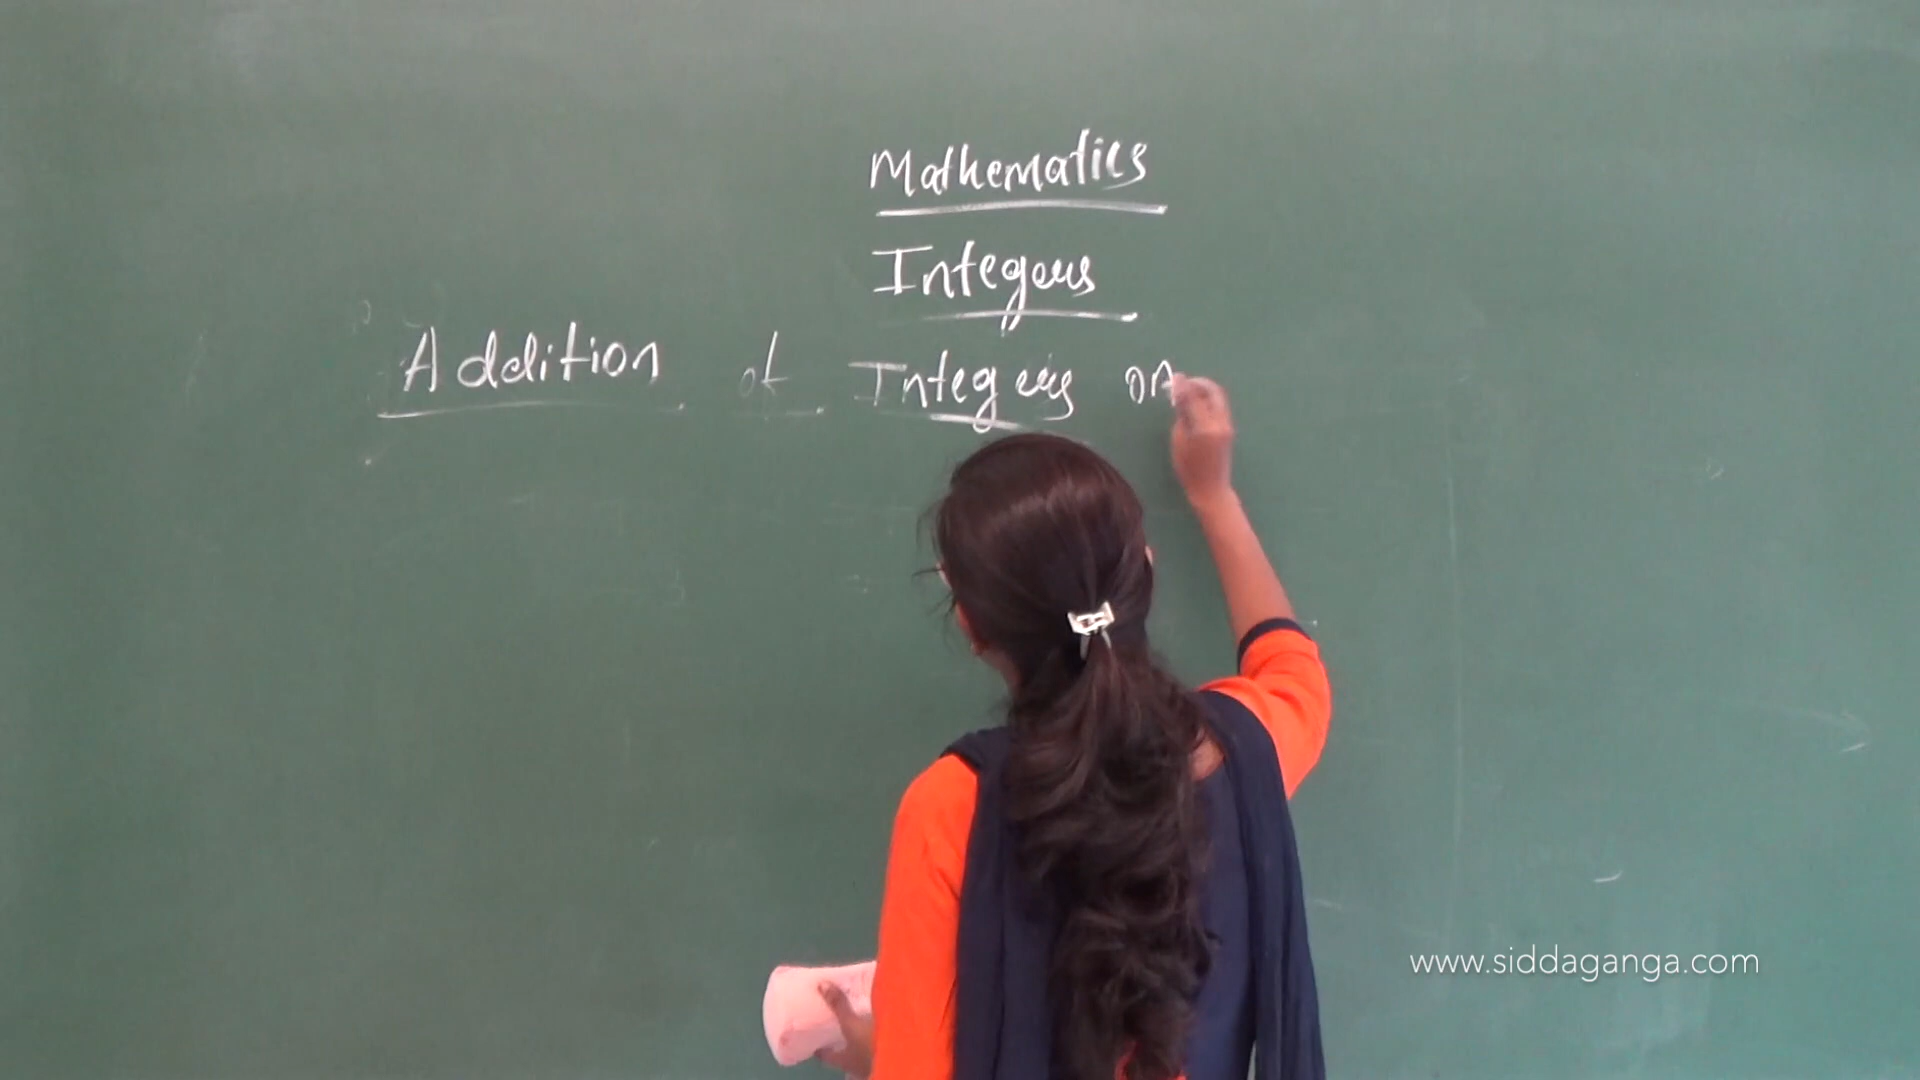 Mathematics
Integers
Addition of Integers on
www.siddaganga.com